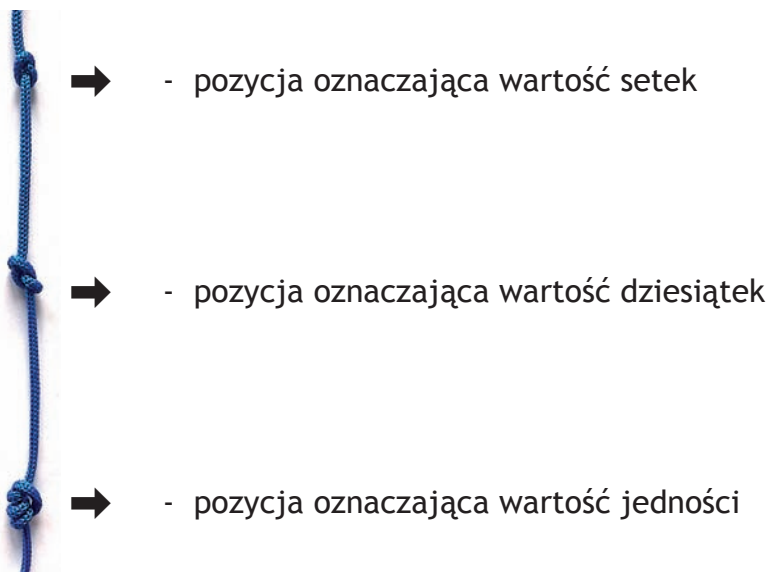 - pozycja oznaczająca wartość setek
- pozycja oznaczająca wartość dziesiątek
- pozycja oznaczająca wartość jedności